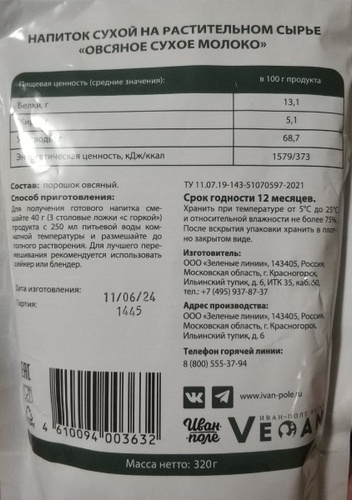 НАПИТОК СУХОЙ НА РАСТИТЕЛЬНОМ СЫРЬЕ
«ОВСЯНОЕ СУХОЕ МОЛОКО»
Пищевая ценность (средние значения): в 100 г продукта
Белки, г 13,1
5,1
68,7
Энергетическая ценность, кДж/ккал 1579/373
Состав: порошок овсяный.
Способ приготовления:
Для получения готового напитка сме-
шайте 40 г (3 столовые ложки «с горкой»)
продукта с 250 мл питьевой воды ком-
натной температуры и размешайте до
полного растворения. Для лучшего пере-
мешивания рекомендуется использовать
шейкер или блендер.
Дата изготовления: 11/06/24
Партия: 1445
ТУ 11.07.19-143-51070597-2021
Срок годности 12 месяцев.
Хранить при температуре от 5°С до 25°С
и относительной влажности не более 75%.
После вскрытия упаковки хранить в плот-
но закрытом виде.
Изготовитель:
ООО «Зеленые линии», 143405, Россия,
Московская область, г. Красногорск,
Ильинский тупик, д. 6, ИТК 35, каб. 50,
тел.: +7 (495) 937-87-37
Адрес производства:
ООО «Зеленые линии», 143405, Россия,
Московская область, г. Красногорск,
Ильинский тупик, д. 6
Телефон горячей линии:
8 (800) 555-37-94
www.ivan-pole.ru
EAC
Иван-
поле
ИВАН-ПОЛЕ
VEGAN
4 610094 003632
Масса нетто: 320 г